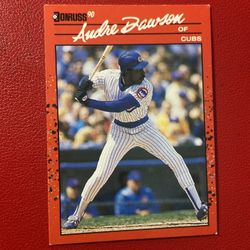 DONRUSS '90
Andre Dawson
OF
CUBS